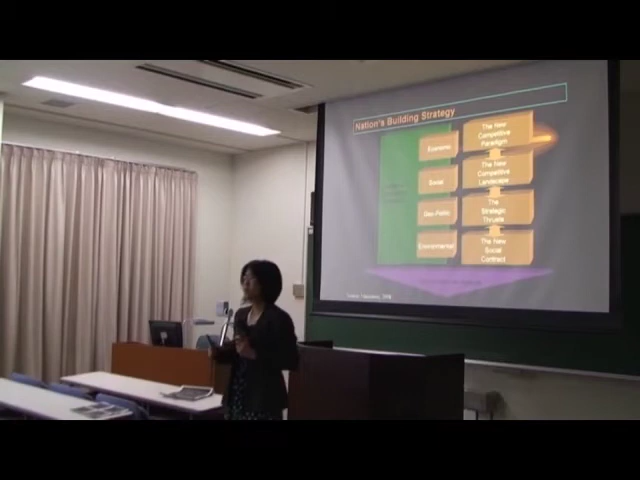 Nation's Building Strategy
Economic
The New
Competitive
Paradigm
Social
The New
Competitive
Landscape
Geo-Politic
The
Strategic
Thrusts
Environmental
The New
Social
Contract